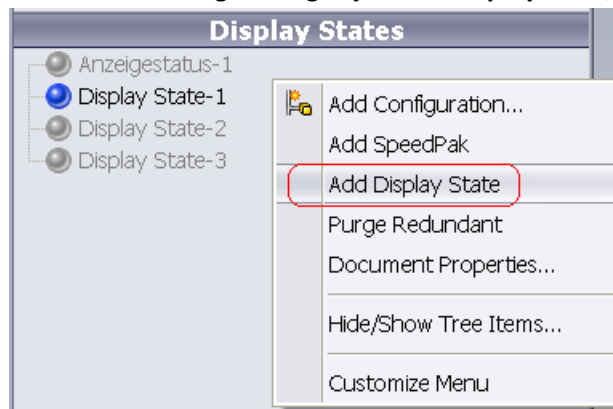 Display States
Anzeigestatus-1
Display State-1
Display State-2
Display State-3
Add Configuration...
Add SpeedPak
Add Display State
Purge Redundant
Document Properties...
Hide/Show Tree Items...
Customize Menu